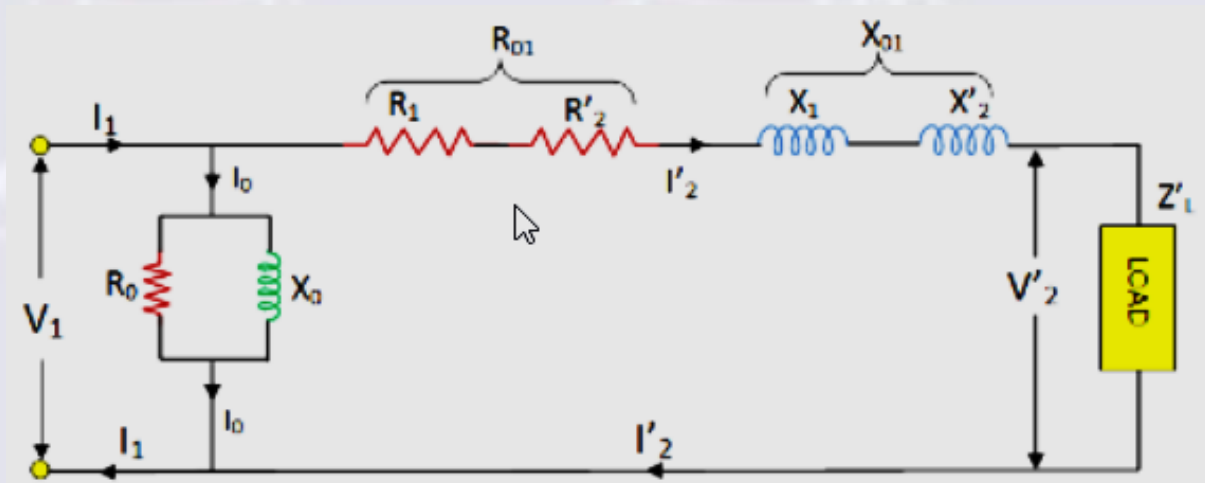 R₀₁
X₀₁
I₁
R₁
R'₂
X₁
X'₂
I₀
I'₂
Z'L
R₀
X₀
V₁
V'₂
LOAD
I₀
I₁
I'₂